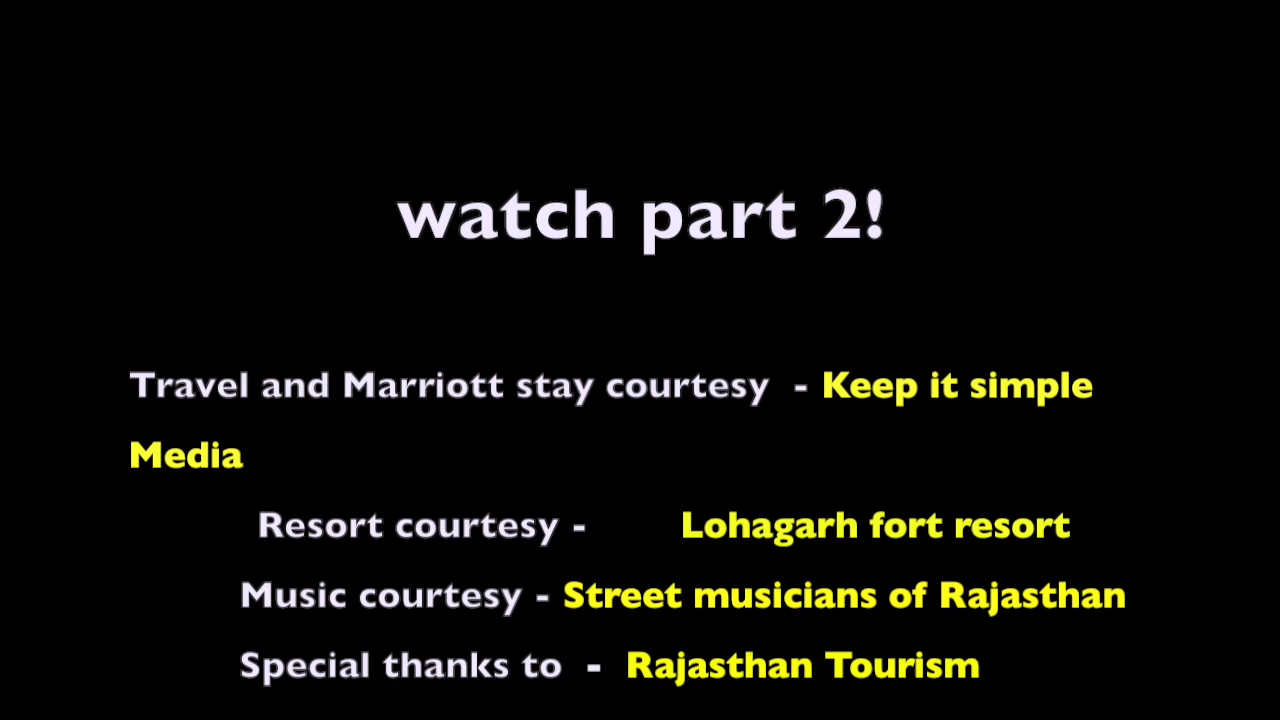 watch part 2!
Travel and Marriott stay courtesy - Keep it simple
Media
Resort courtesy - Lohagarh fort resort
Music courtesy - Street musicians of Rajasthan
Special thanks to - Rajasthan Tourism